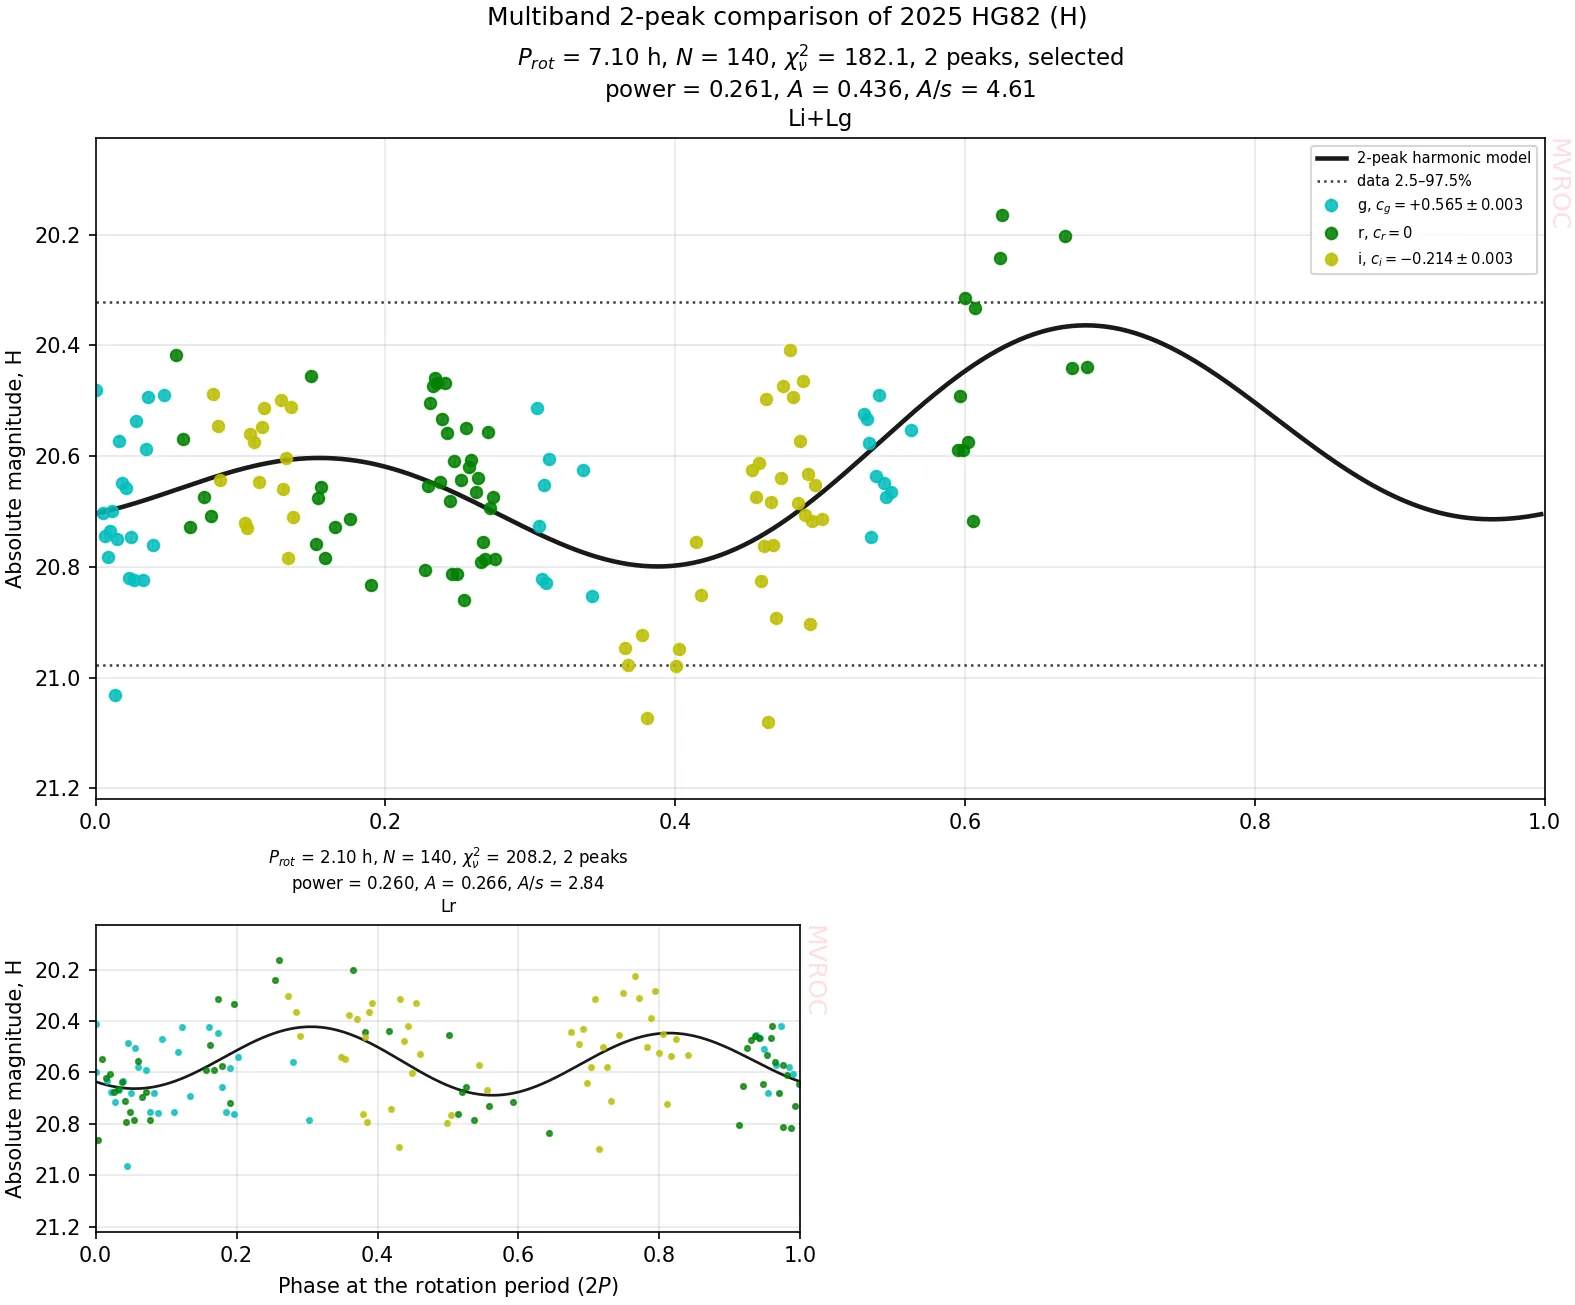 Multiband 2-peak comparison of 2025 HG82 (H)
P_rot = 7.10 h, N = 140, χ²_ν = 182.1, 2 peaks, selected
power = 0.261, A = 0.436, A/s = 4.61
Li+Lg
2-peak harmonic model
data 2.5–97.5%
g, c_g = +0.565 ± 0.003
r, c_r = 0
i, c_i = −0.214 ± 0.003
MVROC
Absolute magnitude, H
20.2
20.4
20.6
20.8
21.0
21.2
0.0 0.2 0.4 0.6 0.8 1.0
P_rot = 2.10 h, N = 140, χ²_ν = 208.2, 2 peaks
power = 0.260, A = 0.266, A/s = 2.84
Lr
MVROC
Absolute magnitude, H
20.2
20.4
20.6
20.8
21.0
21.2
0.0 0.2 0.4 0.6 0.8 1.0
Phase at the rotation period (2P)